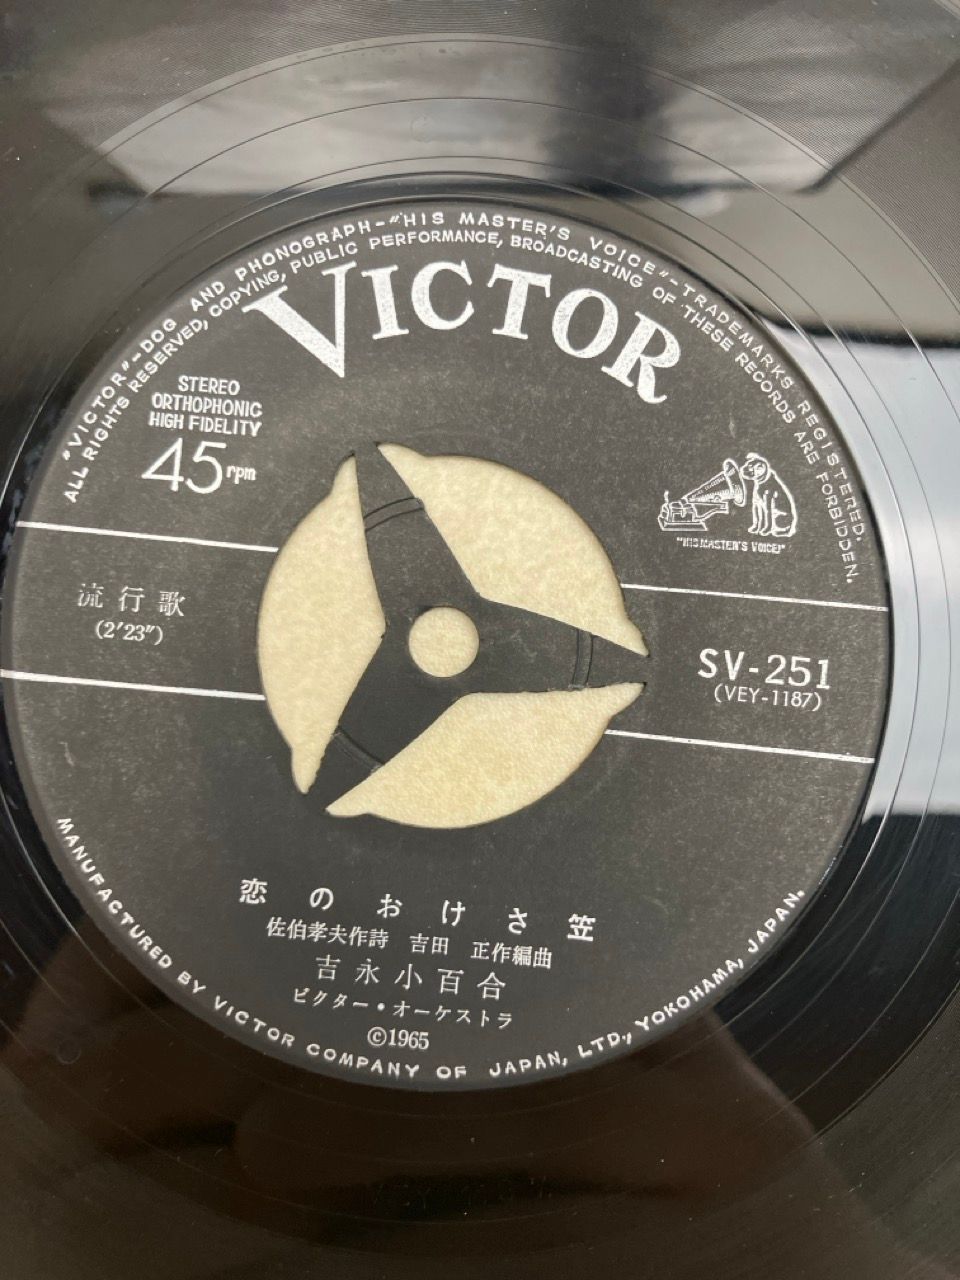 "VICTOR"-DOG AND PHONOGRAPH-"HIS MASTER'S VOICE"-TRADEMARKS REGISTERED.
ALL RIGHTS RESERVED, COPYING, PUBLIC PERFORMANCE, BROADCASTING OF THESE RECORDS ARE FORBIDDEN.
VICTOR
STEREO
ORTHOPHONIC
HIGH FIDELITY
45 rpm
"HIS MASTER'S VOICE"
流行歌
(2′23″)
SV-251
(VEY-1187)
恋のおけさ笠
佐伯孝夫作詩 吉田 正作編曲
吉永小百合
ビクター・オーケストラ
©1965
MANUFACTURED BY VICTOR COMPANY OF JAPAN, LTD., YOKOHAMA, JAPAN.